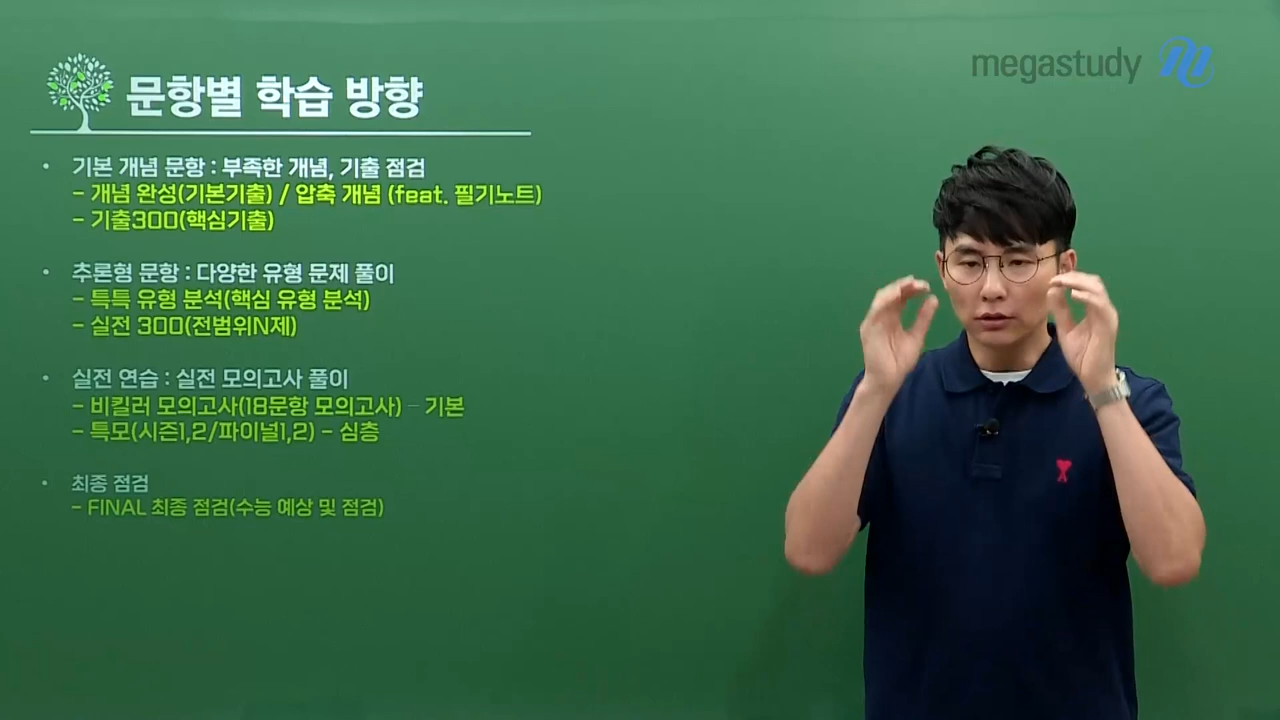 megastudy
문항별 학습 방향
• 기본 개념 문항 : 부족한 개념, 기출 점검
- 개념 완성(기본기출) / 압축 개념 (feat. 필기노트)
- 기출300(핵심기출)
• 추론형 문항 : 다양한 유형 문제 풀이
- 특특 유형 분석(핵심 유형 분석)
- 실전 300(전범위N제)
• 실전 연습 : 실전 모의고사 풀이
- 비킬러 모의고사(18문항 모의고사) - 기본
- 특모(시즌1,2/파이널1,2) - 심층
• 최종 점검
- FINAL 최종 점검(수능 예상 및 점검)